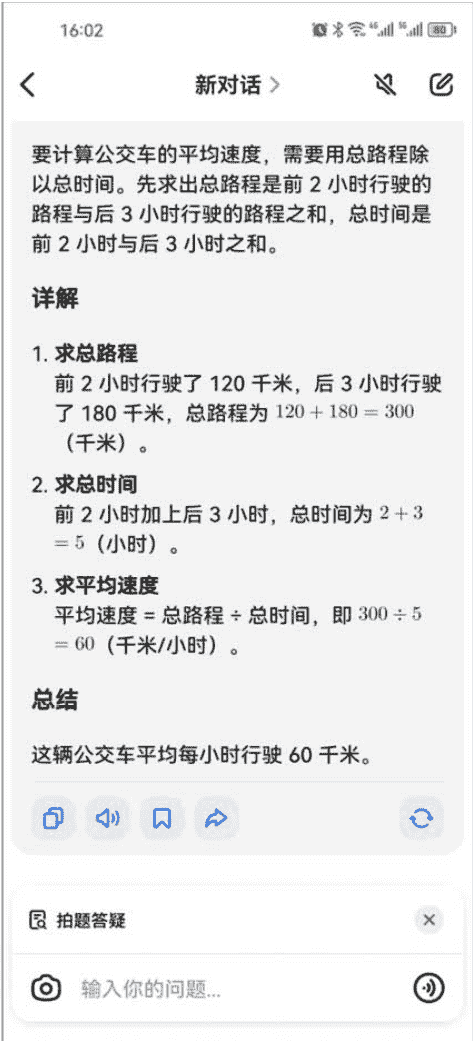 16:02
4G
5G
80
新对话
要计算公交车的平均速度，需要用总路程除
以总时间。先求出总路程是前 2 小时行驶的
路程与后 3 小时行驶的路程之和，总时间是
前 2 小时与后 3 小时之和。
详解
1. 求总路程
前 2 小时行驶了 120 千米，后 3 小时行驶
了 180 千米，总路程为 120 + 180 = 300
（千米）。
2. 求总时间
前 2 小时加上后 3 小时，总时间为 2 + 3
= 5（小时）。
3. 求平均速度
平均速度 = 总路程 ÷ 总时间，即 300 ÷ 5
= 60（千米/小时）。
总结
这辆公交车平均每小时行驶 60 千米。
拍题答疑
输入你的问题...